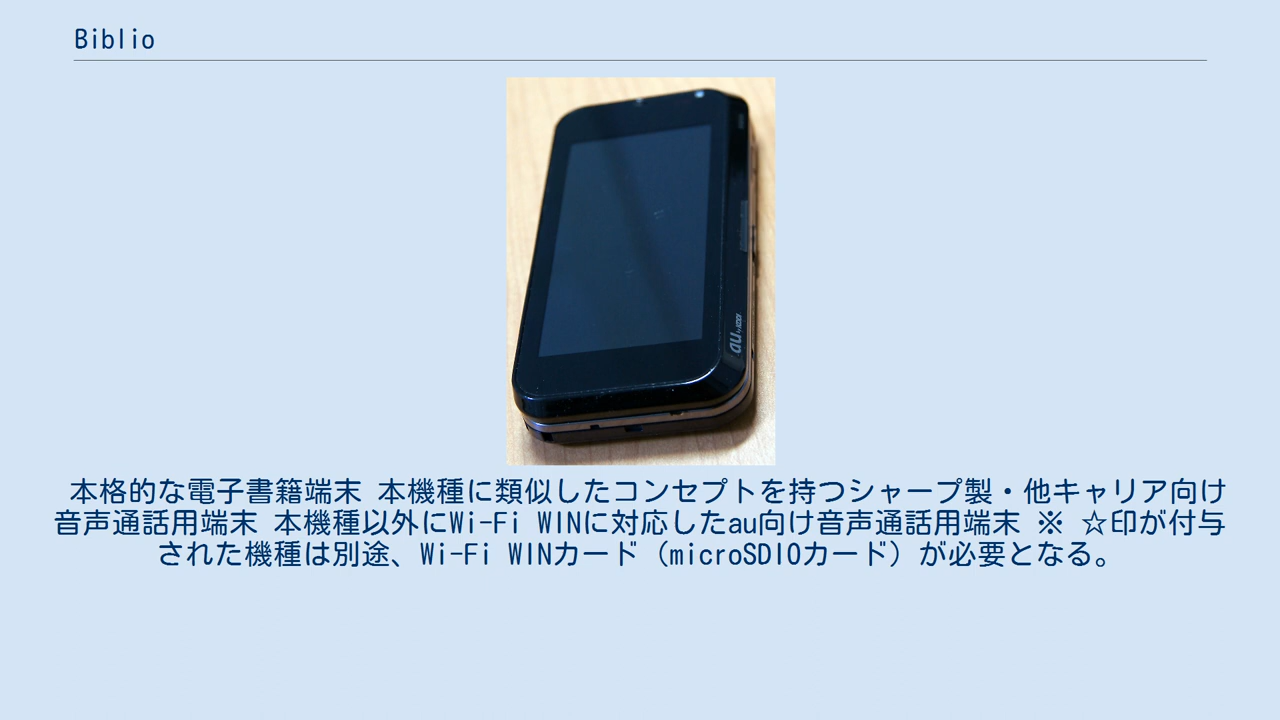 Biblio
au by KDDI
本格的な電子書籍端末 本機種に類似したコンセプトを持つシャープ製・他キャリア向け
音声通話用端末 本機種以外にWi-Fi WINに対応したau向け音声通話用端末 ※ ☆印が付与
された機種は別途、Wi-Fi WINカード（microSDIOカード）が必要となる。